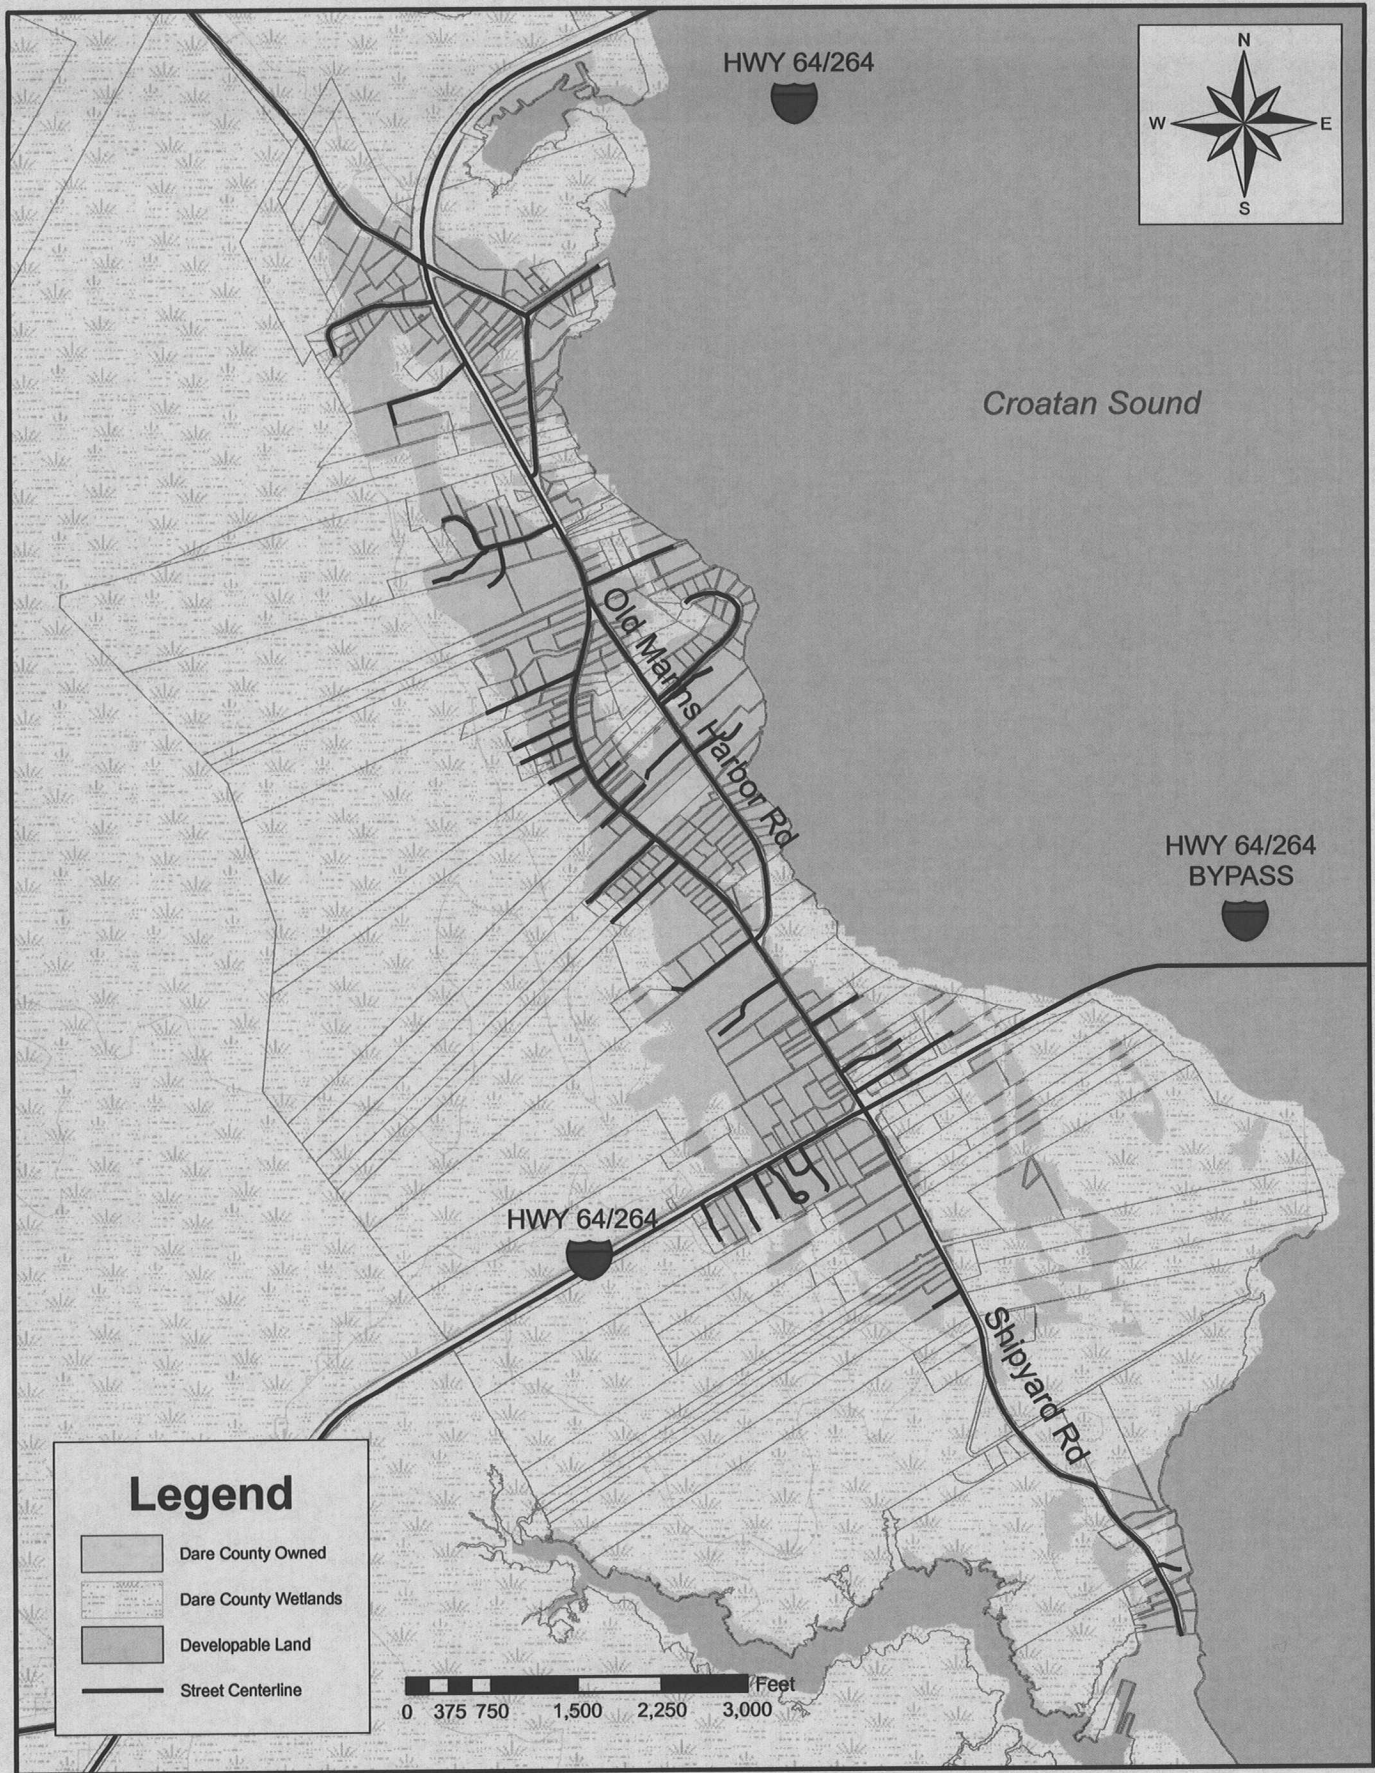 HWY 64/264
N
W
E
S
Croatan Sound
Old Manns Harbor Rd
HWY 64/264
BYPASS
HWY 64/264
Shipyard Rd
Legend
Dare County Owned
Dare County Wetlands
Developable Land
Street Centerline
Feet
0 375 750 1,500 2,250 3,000